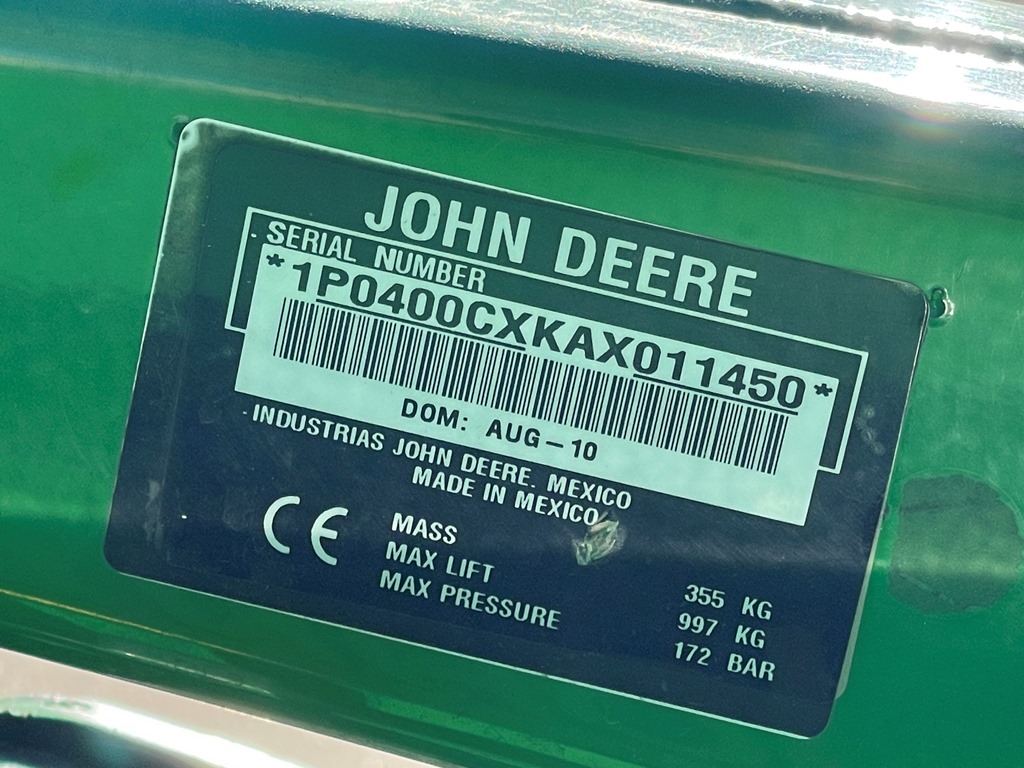 JOHN DEERE
SERIAL NUMBER
*1P0400CXKAX011450*
DOM: AUG-10
INDUSTRIAS JOHN DEERE. MEXICO
MADE IN MEXICO
CE
MASS 355 KG
MAX LIFT 997 KG
MAX PRESSURE 172 BAR